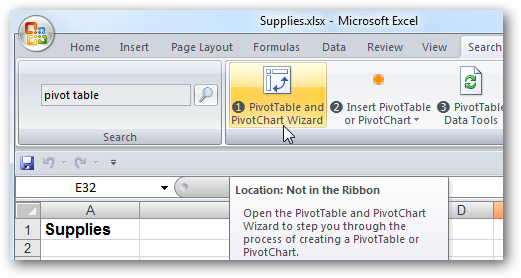 Supplies.xlsx - Microsoft Excel
Home Insert Page Layout Formulas Data Review View Search
pivot table
Search
1 PivotTable and
PivotChart Wizard
2 Insert PivotTable
or PivotChart
3 PivotTable
Data Tools
E32
Location: Not in the Ribbon
Open the PivotTable and PivotChart
Wizard to step you through the
process of creating a PivotTable or
PivotChart.
A D
1 Supplies
2